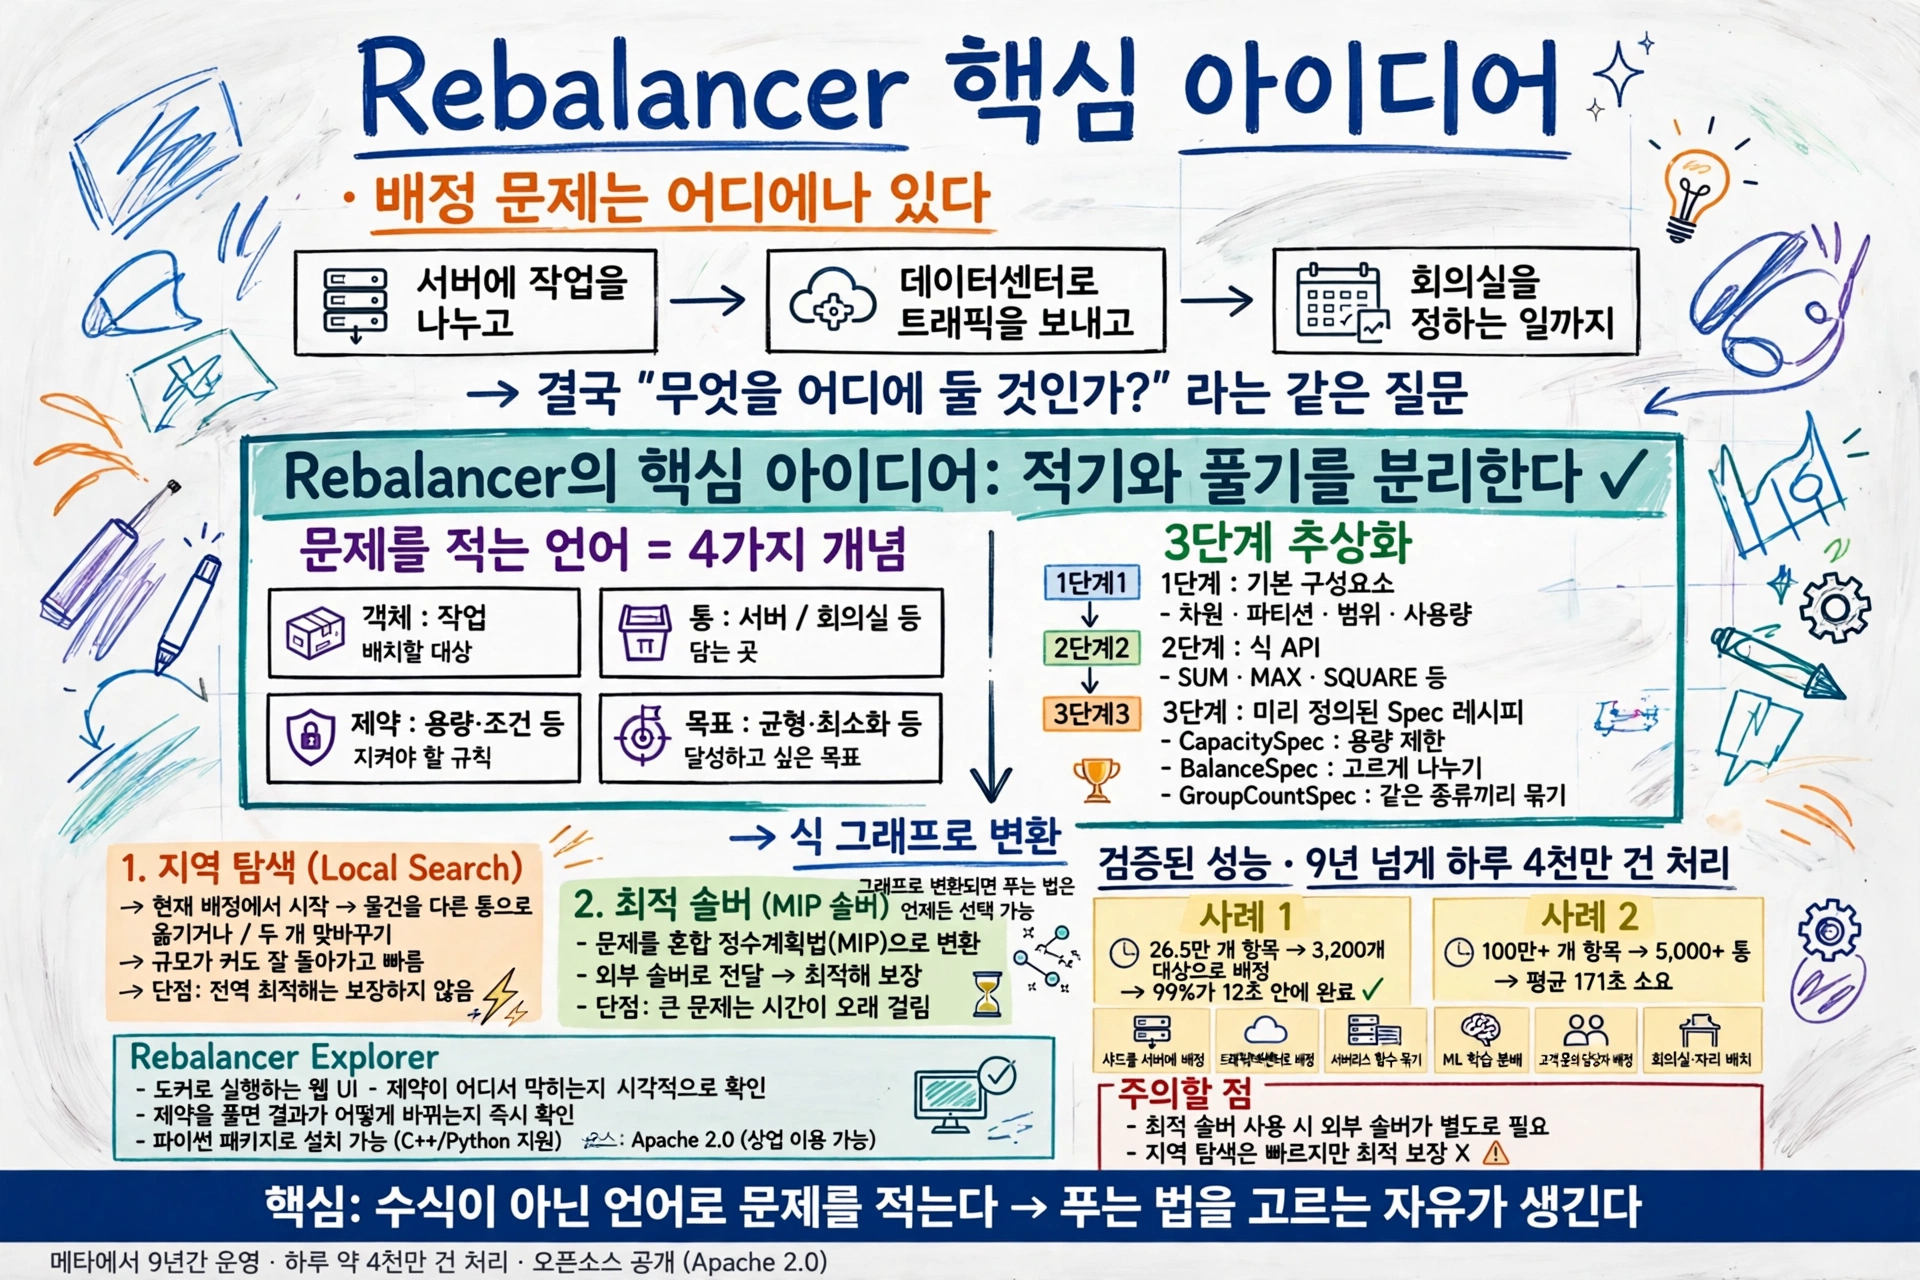 Rebalancer 핵심 아이디어
· 배정 문제는 어디에나 있다
서버에 작업을
나누고
데이터센터로
트래픽을 보내고
회의실을
정하는 일까지
→ 결국 "무엇을 어디에 둘 것인가?" 라는 같은 질문
Rebalancer의 핵심 아이디어: 적기와 풀기를 분리한다 ✓
문제를 적는 언어 = 4가지 개념
객체 : 작업
배치할 대상
통 : 서버 / 회의실 등
담는 곳
제약 : 용량·조건 등
지켜야 할 규칙
목표 : 균형·최소화 등
달성하고 싶은 목표
3단계 추상화
1단계1
1단계 : 기본 구성요소
- 차원 · 파티션 · 범위 · 사용량
2단계2
2단계 : 식 API
- SUM · MAX · SQUARE 등
3단계3
3단계 : 미리 정의된 Spec 레시피
- CapacitySpec : 용량 제한
- BalanceSpec : 고르게 나누기
- GroupCountSpec : 같은 종류끼리 묶기
→ 식 그래프로 변환
그래프로 변환되면 푸는 법은
언제든 선택 가능
1. 지역 탐색 (Local Search)
→ 현재 배정에서 시작 → 물건을 다른 통으로
옮기거나 / 두 개 맞바꾸기
→ 규모가 커도 잘 돌아가고 빠름
→ 단점: 전역 최적해는 보장하지 않음
2. 최적 솔버 (MIP 솔버)
- 문제를 혼합 정수계획법(MIP)으로 변환
- 외부 솔버로 전달 → 최적해 보장
- 단점: 큰 문제는 시간이 오래 걸림
검증된 성능 · 9년 넘게 하루 4천만 건 처리
사례 1
26.5만 개 항목 → 3,200개
대상으로 배정
→ 99%가 12초 안에 완료 ✓
사례 2
100만+ 개 항목 → 5,000+ 통
→ 평균 171초 소요
샤드를 서버에 배정
배정
서버리스 함수 묶기
ML 학습 분배
고객 문의 담당자 배정
회의실·자리 배치
Rebalancer Explorer
- 도커로 실행하는 웹 UI - 제약이 어디서 막히는지 시각적으로 확인
- 제약을 풀면 결과가 어떻게 바뀌는지 즉시 확인
- 파이썬 패키지로 설치 가능 (C++/Python 지원)
: Apache 2.0 (상업 이용 가능)
주의할 점
- 최적 솔버 사용 시 외부 솔버가 별도로 필요
- 지역 탐색은 빠르지만 최적 보장 X
핵심: 수식이 아닌 언어로 문제를 적는다 → 푸는 법을 고르는 자유가 생긴다
메타에서 9년간 운영 · 하루 약 4천만 건 처리 · 오픈소스 공개 (Apache 2.0)